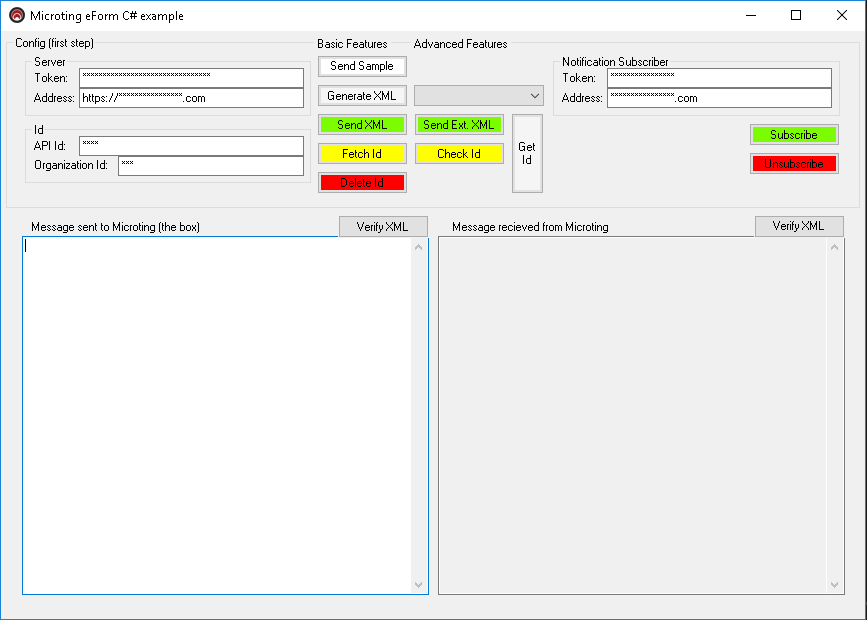 Microting eForm C# example
Config (first step)
Basic Features
Advanced Features
Server
Token: ********************************
Address: https://****************.com
Id
API Id: ****
Organization Id: ***
Send Sample
Generate XML
Send XML
Send Ext. XML
Fetch Id
Check Id
Delete Id
Get
Id
Notification Subscriber
Token: ****************
Address: ****************.com
Subscribe
Unsubscribe
Message sent to Microting (the box)
Verify XML
Message recieved from Microting
Verify XML